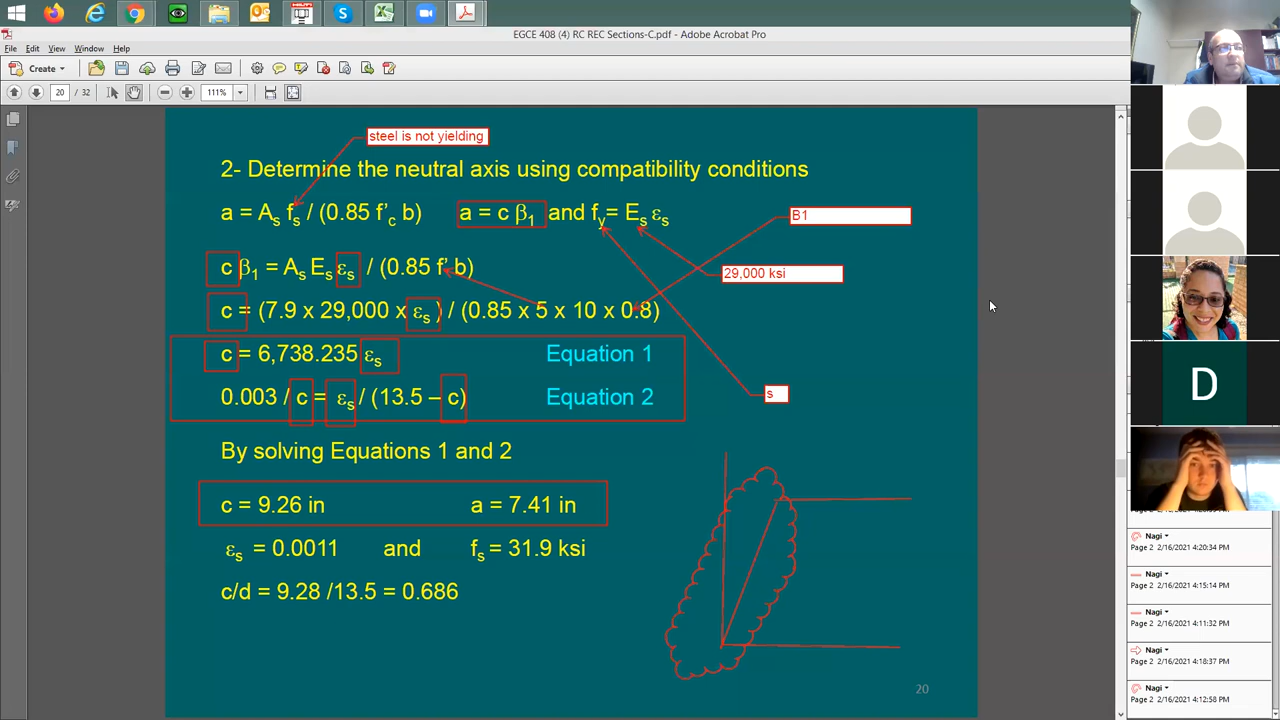 EGCE 408 (4) RC REC Sections-C.pdf - Adobe Acrobat Pro
File Edit View Window Help
Create
20 / 32 111%
steel is not yielding
2- Determine the neutral axis using compatibility conditions
a = As fs / (0.85 f'c b) a = c β1 and fy= Es εs
B1
c β1 = As Es εs / (0.85 f' b)
29,000 ksi
c = (7.9 x 29,000 x εs ) / (0.85 x 5 x 10 x 0.8)
c = 6,738.235 εs Equation 1
0.003 / c = εs / (13.5 – c) Equation 2
s
By solving Equations 1 and 2
c = 9.26 in a = 7.41 in
εs = 0.0011 and fs = 31.9 ksi
c/d = 9.28 /13.5 = 0.686
20
D
Nagi
Page 2 2/16/2021 4:20:34 PM
Nagi
Page 2 2/16/2021 4:15:14 PM
Nagi
Page 2 2/16/2021 4:11:32 PM
Nagi
Page 2 2/16/2021 4:18:37 PM
Nagi
Page 2 2/16/2021 4:12:58 PM